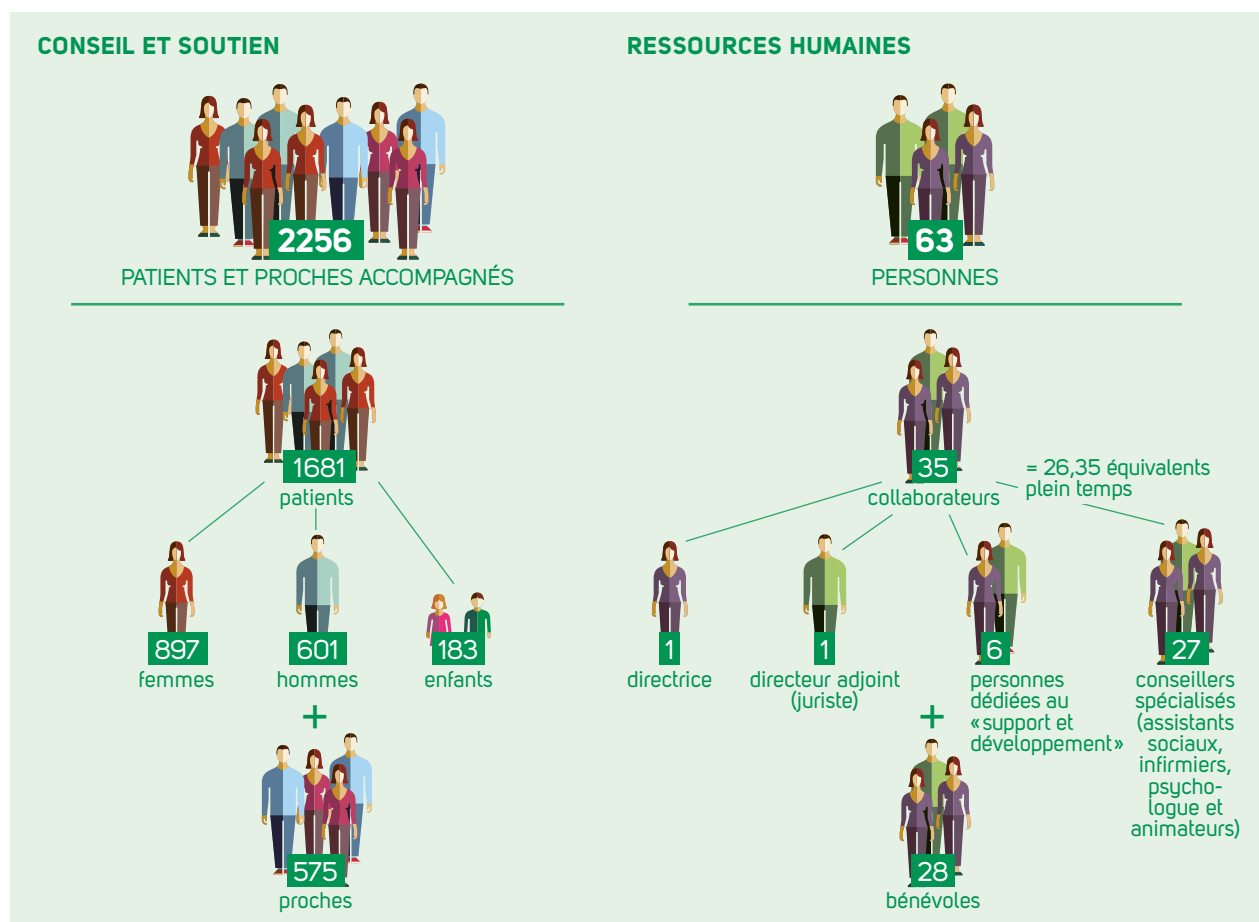 CONSEIL ET SOUTIEN
2256
PATIENTS ET PROCHES ACCOMPAGNÉS
1681
patients
897
femmes
601
hommes
183
enfants
+
575
proches
RESSOURCES HUMAINES
63
PERSONNES
35
collaborateurs
= 26,35 équivalents
plein temps
1
directrice
1
directeur adjoint
(juriste)
6
personnes
dédiées au
«support et
développement»
27
conseillers
spécialisés
(assistants
sociaux,
infirmiers,
psycho-
logue et
animateurs)
+
28
bénévoles